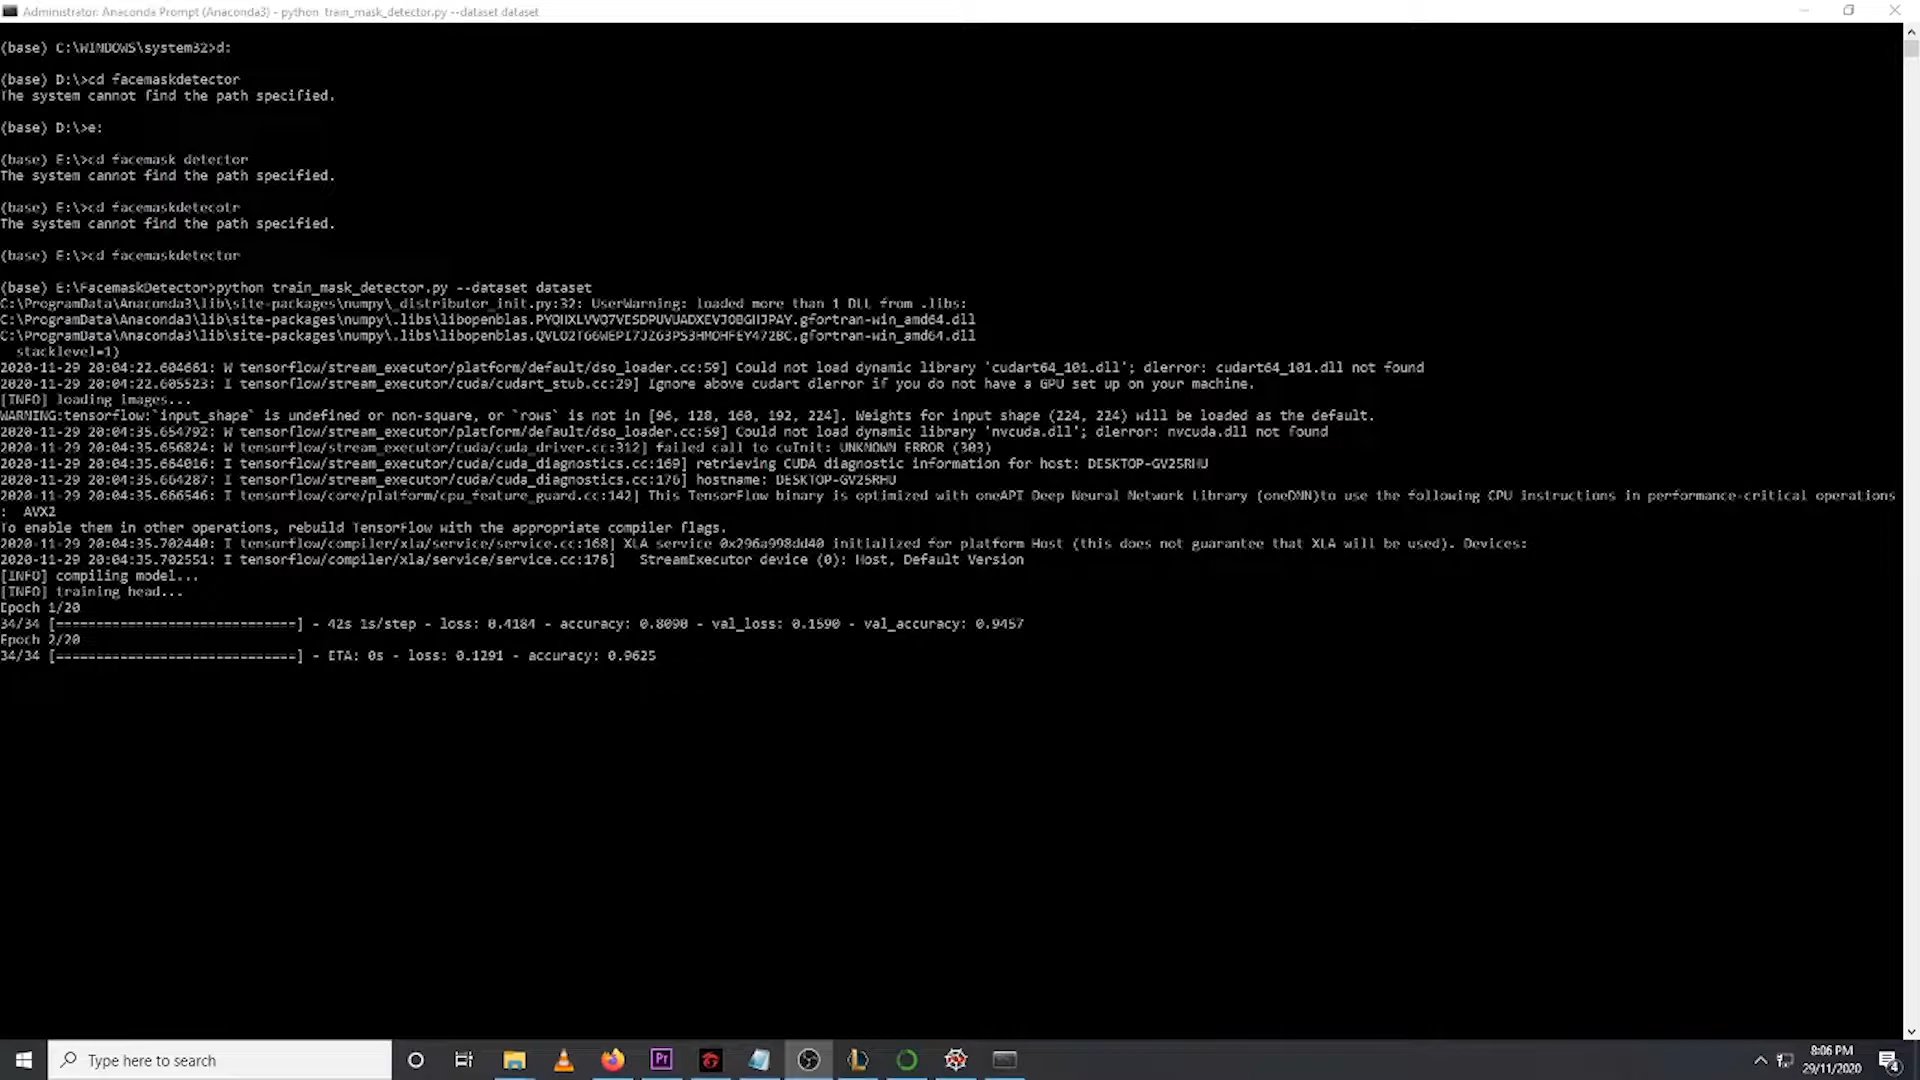 Administrator: Anaconda Prompt (Anaconda3) - python train_mask_detector.py --dataset dataset
(base) C:\WINDOWS\system32>d:
(base) D:\>cd facemaskdetector
The system cannot find the path specified.
(base) D:\>e:
(base) E:\>cd facemask detector
The system cannot find the path specified.
(base) E:\>cd facemaskdetecotr
The system cannot find the path specified.
(base) E:\>cd facemaskdetector
(base) E:\FacemaskDetector>python train_mask_detector.py --dataset dataset
C:\ProgramData\Anaconda3\lib\site-packages\numpy\_distributor_init.py:32: UserWarning: loaded more than 1 DLL from .libs:
C:\ProgramData\Anaconda3\lib\site-packages\numpy\.libs\libopenblas.PYQHXLVVQ7VESDPUVUADXEVJOBGHJPAY.gfortran-win_amd64.dll
C:\ProgramData\Anaconda3\lib\site-packages\numpy\.libs\libopenblas.QVLO2T66WEPI7JZ63PS3HMOHFEY472BC.gfortran-win_amd64.dll
stacklevel=1)
2020-11-29 20:04:22.604661: W tensorflow/stream_executor/platform/default/dso_loader.cc:59] Could not load dynamic library 'cudart64_101.dll'; dlerror: cudart64_101.dll not found
2020-11-29 20:04:22.605523: I tensorflow/stream_executor/cuda/cudart_stub.cc:29] Ignore above cudart dlerror if you do not have a GPU set up on your machine.
[INFO] loading images...
WARNING:tensorflow:`input_shape` is undefined or non-square, or `rows` is not in [96, 128, 160, 192, 224]. Weights for input shape (224, 224) will be loaded as the default.
2020-11-29 20:04:35.654792: W tensorflow/stream_executor/platform/default/dso_loader.cc:59] Could not load dynamic library 'nvcuda.dll'; dlerror: nvcuda.dll not found
2020-11-29 20:04:35.656824: W tensorflow/stream_executor/cuda/cuda_driver.cc:312] failed call to cuInit: UNKNOWN ERROR (303)
2020-11-29 20:04:35.664016: I tensorflow/stream_executor/cuda/cuda_diagnostics.cc:169] retrieving CUDA diagnostic information for host: DESKTOP-GV25RHU
2020-11-29 20:04:35.664287: I tensorflow/stream_executor/cuda/cuda_diagnostics.cc:176] hostname: DESKTOP-GV25RHU
2020-11-29 20:04:35.666546: I tensorflow/core/platform/cpu_feature_guard.cc:142] This TensorFlow binary is optimized with oneAPI Deep Neural Network Library (oneDNN)to use the following CPU instructions in performance-critical operations
: AVX2
To enable them in other operations, rebuild TensorFlow with the appropriate compiler flags.
2020-11-29 20:04:35.702440: I tensorflow/compiler/xla/service/service.cc:168] XLA service 0x296a998dd40 initialized for platform Host (this does not guarantee that XLA will be used). Devices:
2020-11-29 20:04:35.702551: I tensorflow/compiler/xla/service/service.cc:176] StreamExecutor device (0): Host, Default Version
[INFO] compiling model...
[INFO] training head...
Epoch 1/20
34/34 [==============================] - 42s 1s/step - loss: 0.4184 - accuracy: 0.8090 - val_loss: 0.1590 - val_accuracy: 0.9457
Epoch 2/20
34/34 [==============================] - ETA: 0s - loss: 0.1291 - accuracy: 0.9625
Type here to search
Pr
8:06 PM
29/11/2020
4